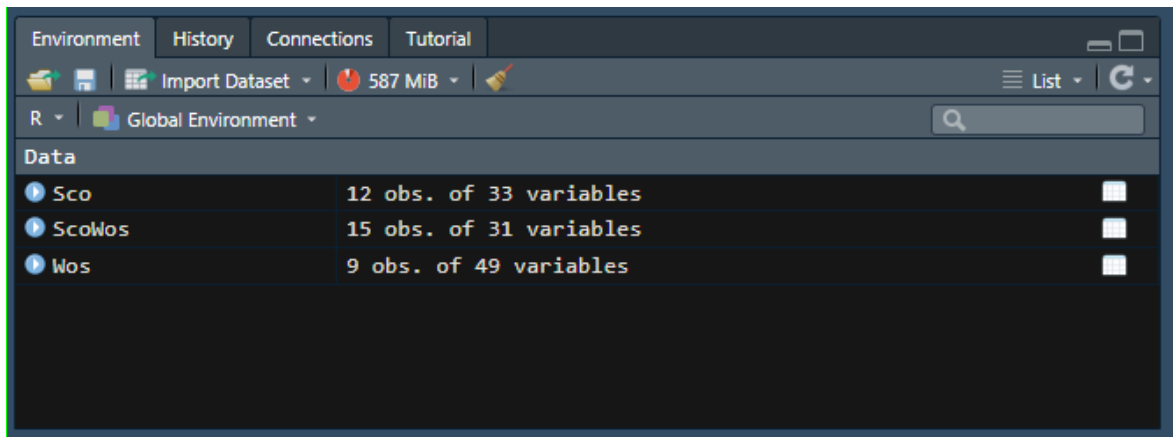 Environment History Connections Tutorial
Import Dataset 587 MiB List
R Global Environment
Data
Sco 12 obs. of 33 variables
ScoWos 15 obs. of 31 variables
Wos 9 obs. of 49 variables